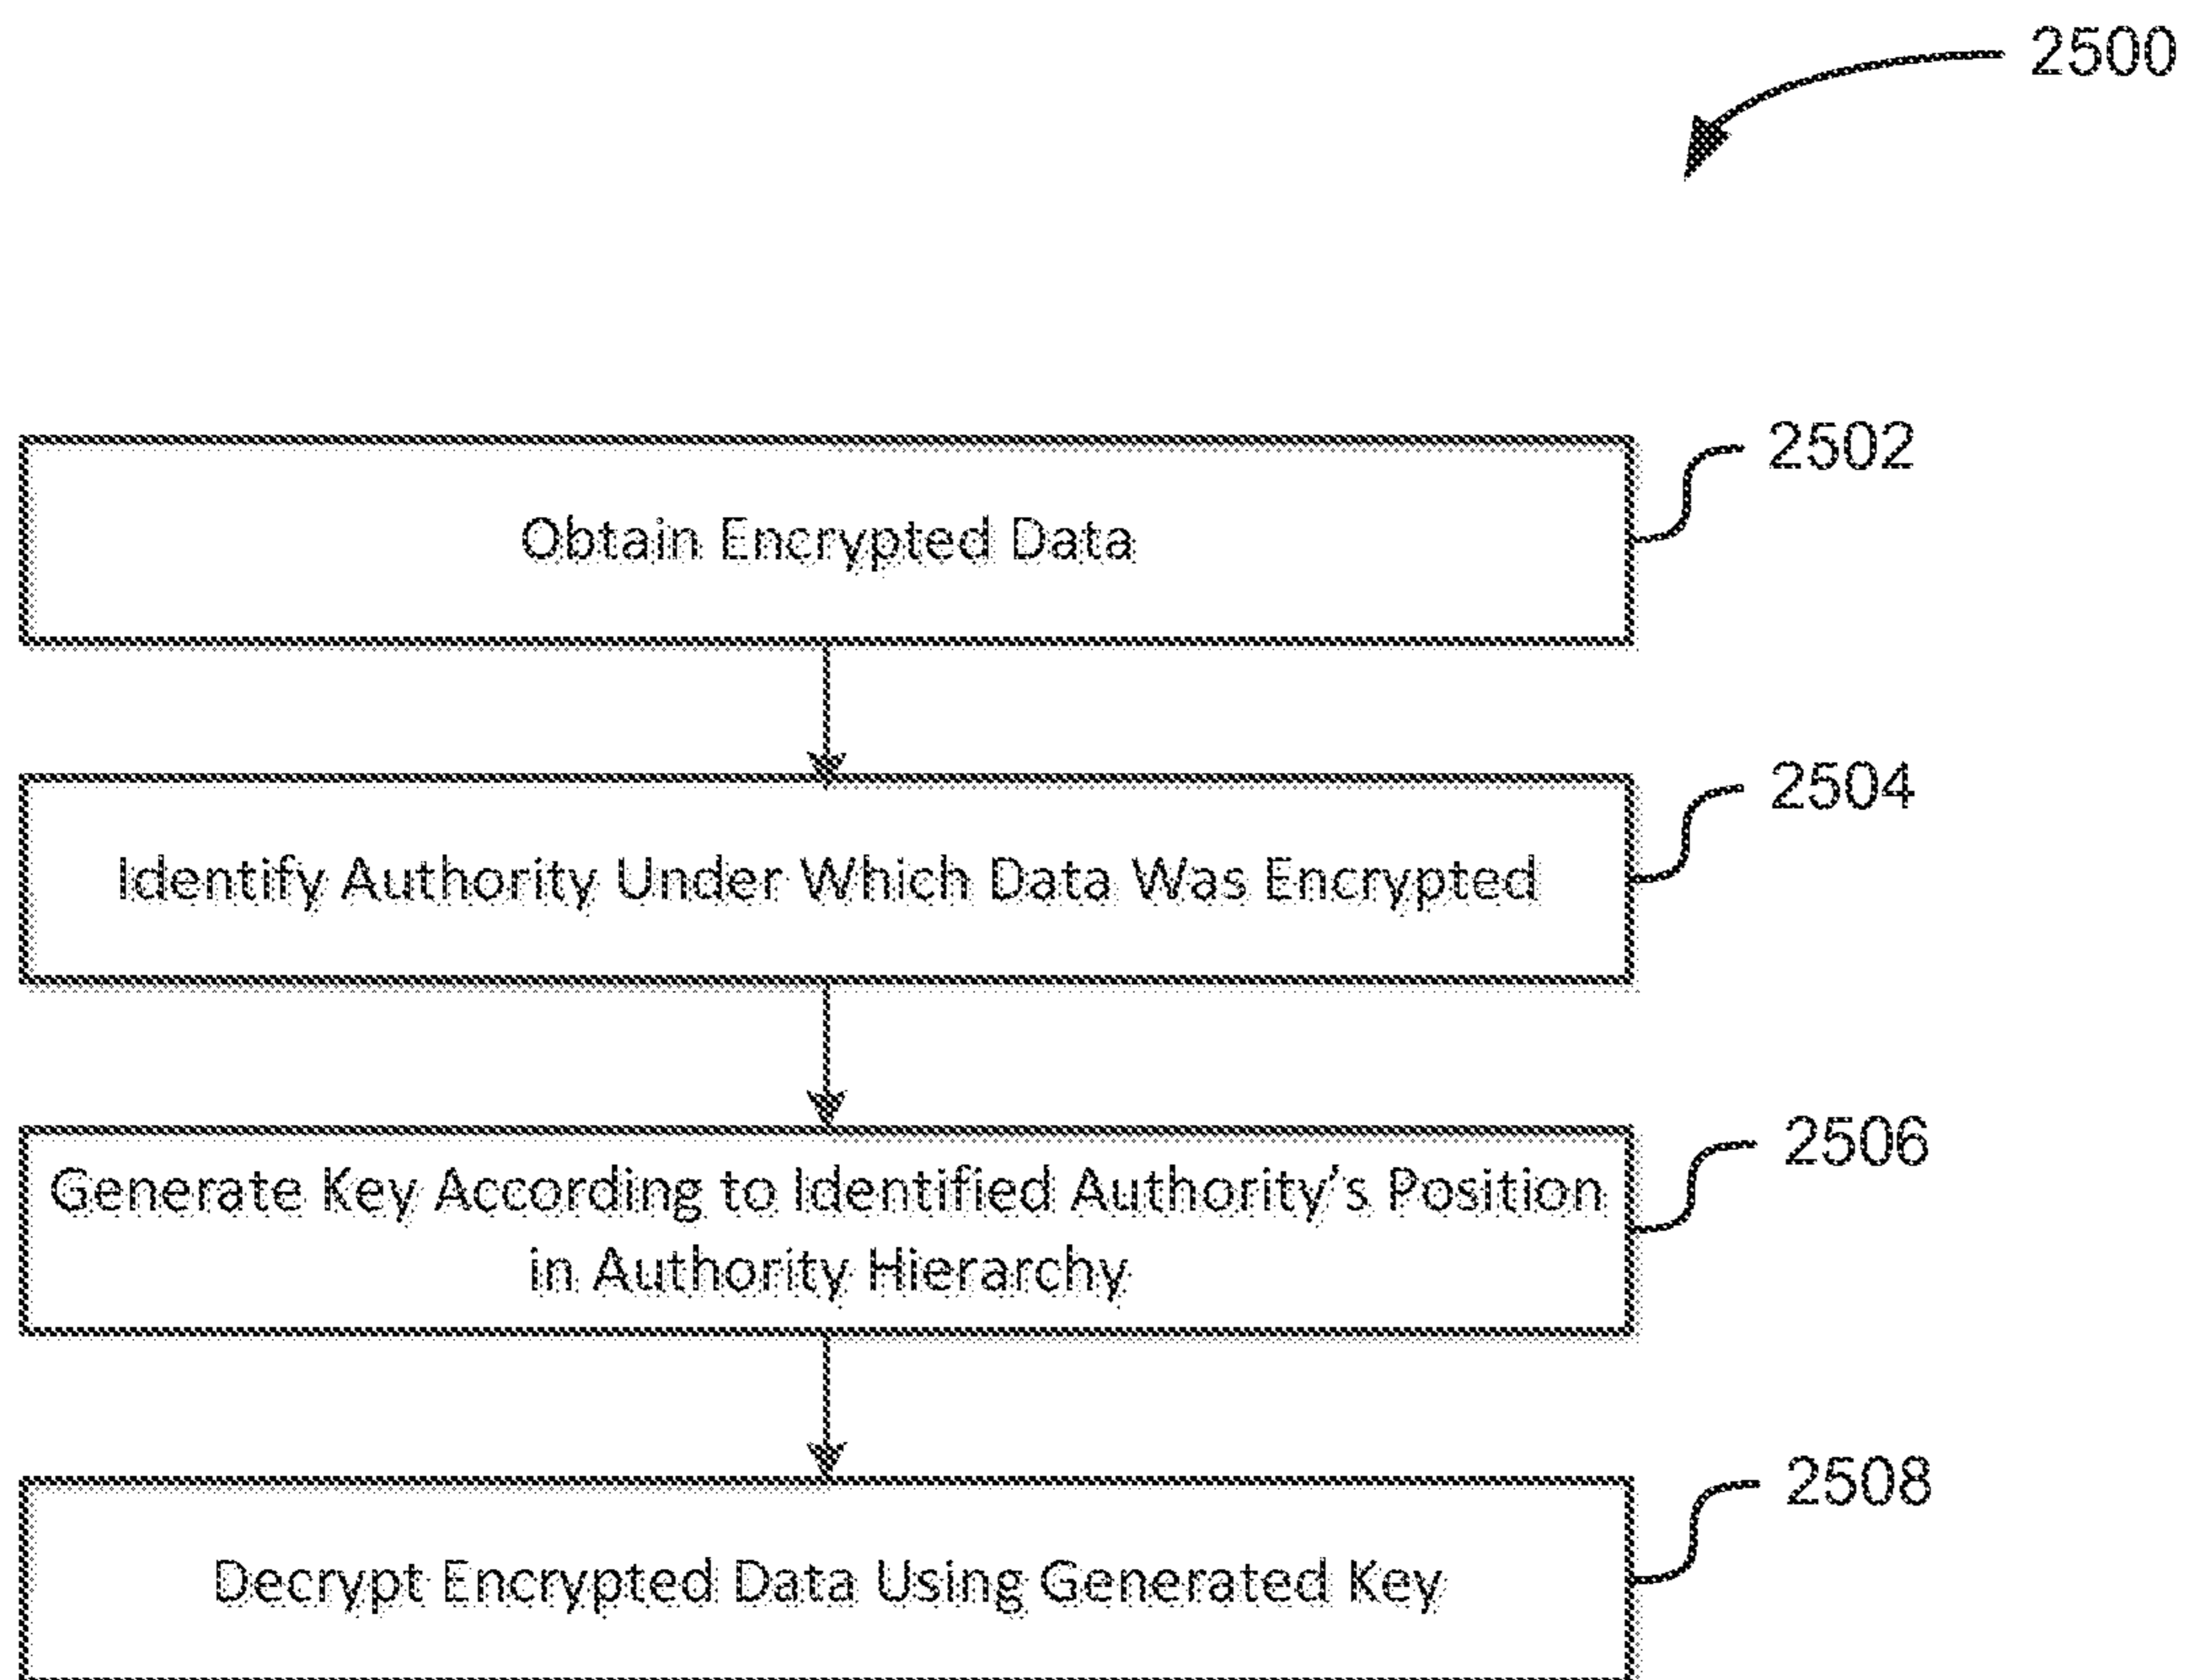 2500
2502
Obtain Encrypted Data
2504
Identify Authority Under Which Data Was Encrypted
2506
Generate Key According to Identified Authority's Position
in Authority Hierarchy
2508
Decrypt Encrypted Data Using Generated Key